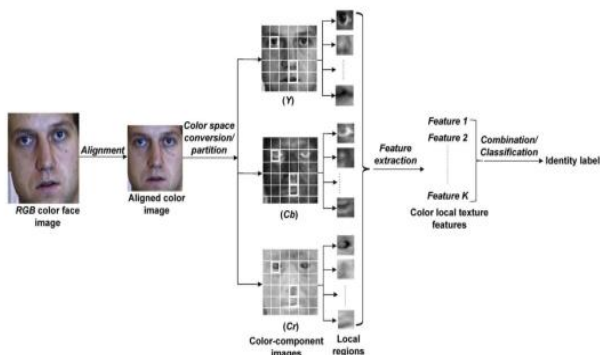 RGB color face
image
Alignment
Aligned color
image
Color space
conversion/
partition
(Y)
(Cb)
(Cr)
Color-component
images
Local
regions
Feature
extraction
Feature 1
Feature 2
Feature K
Color local texture
features
Combination/
Classification
Identity label